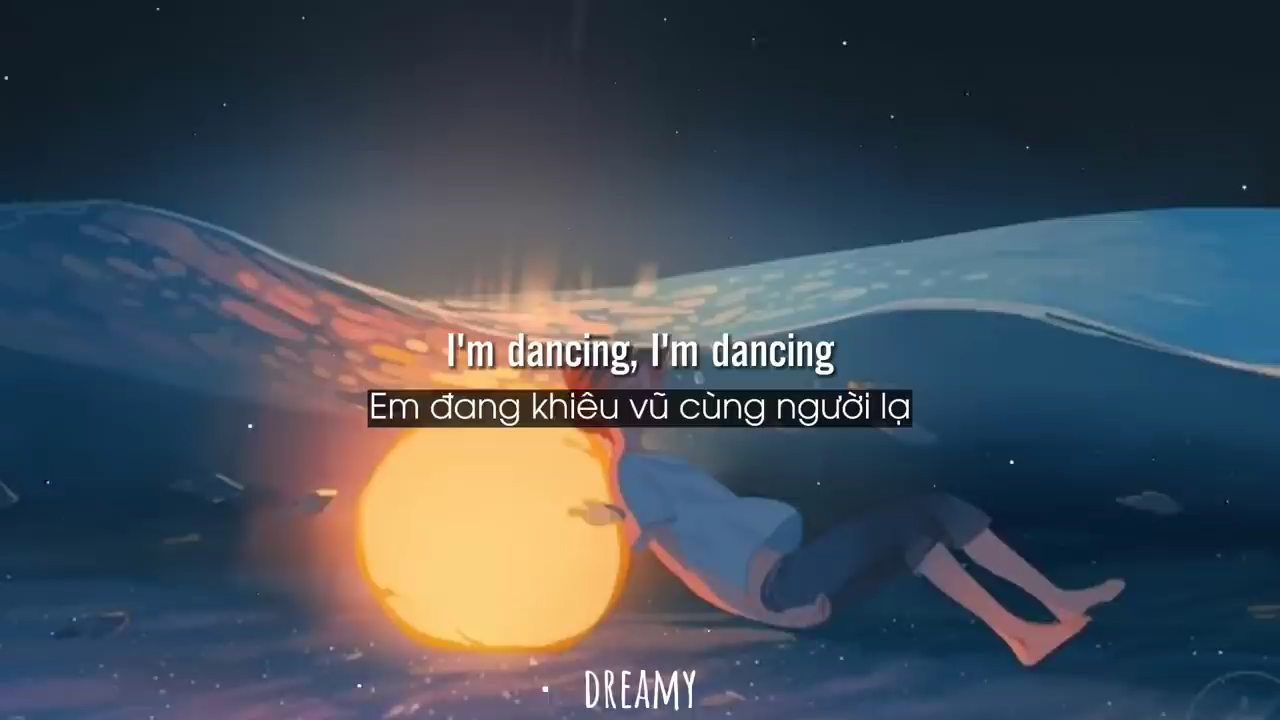 I'm dancing, I'm dancing
Em đang khiêu vũ cùng người lạ
DREAMY